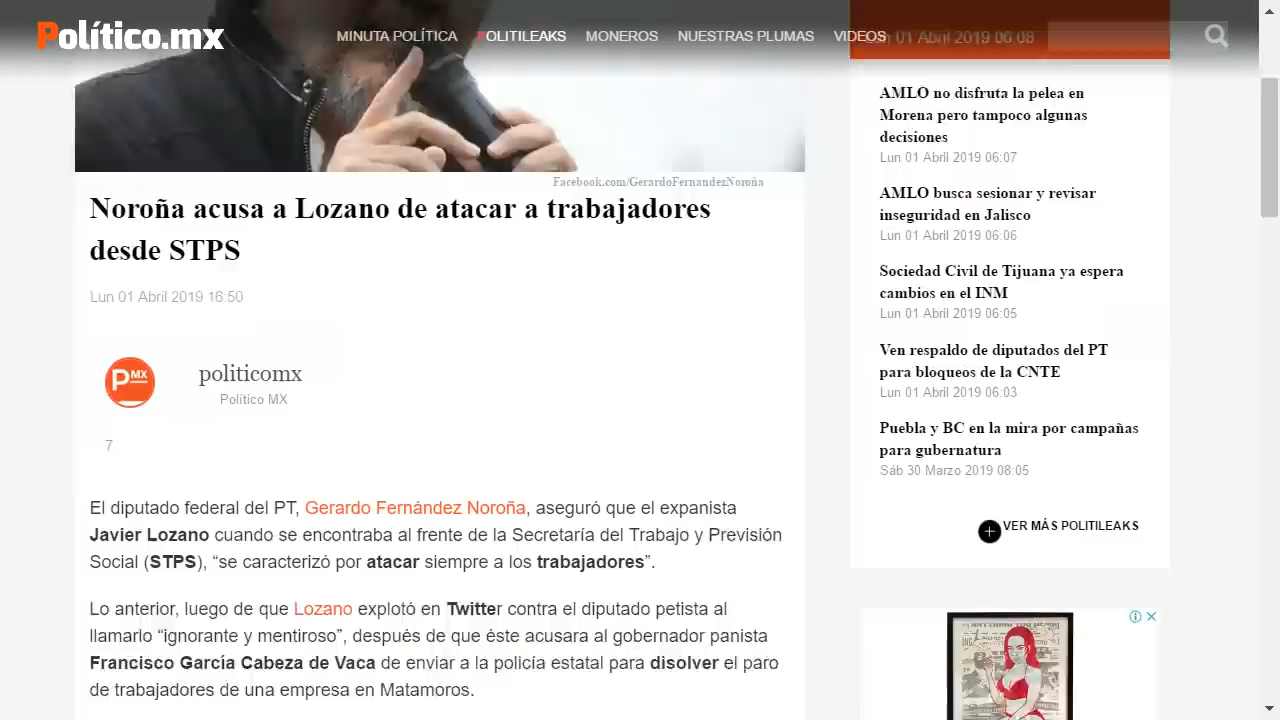 Político.mx
MINUTA POLÍTICA
POLITILEAKS
MONEROS
NUESTRAS PLUMAS
VIDEOS
Lun 01 Abril 2019 06:08
Facebook.com/GerardoFernandezNoroña
Noroña acusa a Lozano de atacar a trabajadores
desde STPS
Lun 01 Abril 2019 16:50
PMX
politicomx
Político MX
7
El diputado federal del PT, Gerardo Fernández Noroña, aseguró que el expanista
Javier Lozano cuando se encontraba al frente de la Secretaría del Trabajo y Previsión
Social (STPS), “se caracterizó por atacar siempre a los trabajadores”.
Lo anterior, luego de que Lozano explotó en Twitter contra el diputado petista al
llamarlo “ignorante y mentiroso”, después de que éste acusara al gobernador panista
Francisco García Cabeza de Vaca de enviar a la policía estatal para disolver el paro
de trabajadores de una empresa en Matamoros.
AMLO no disfruta la pelea en
Morena pero tampoco algunas
decisiones
Lun 01 Abril 2019 06:07
AMLO busca sesionar y revisar
inseguridad en Jalisco
Lun 01 Abril 2019 06:06
Sociedad Civil de Tijuana ya espera
cambios en el INM
Lun 01 Abril 2019 06:05
Ven respaldo de diputados del PT
para bloqueos de la CNTE
Lun 01 Abril 2019 06:03
Puebla y BC en la mira por campañas
para gubernatura
Sáb 30 Marzo 2019 08:05
VER MÁS POLITILEAKS